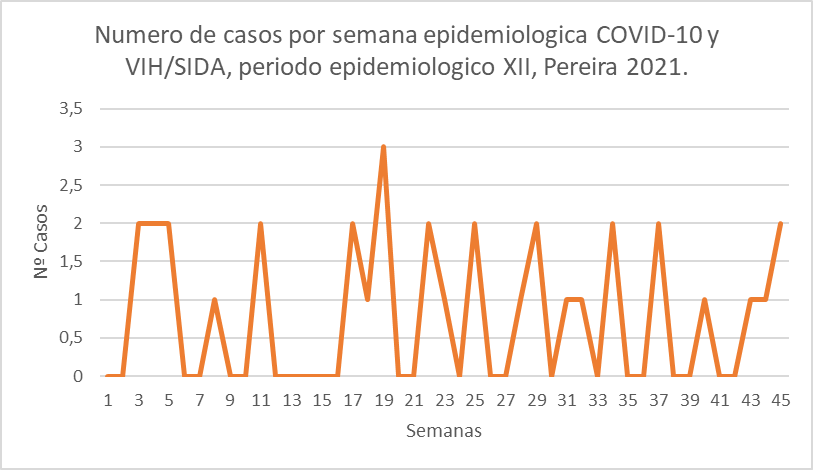 Numero de casos por semana epidemiologica COVID-10 y
VIH/SIDA, periodo epidemiologico XII, Pereira 2021.
3,5
3
2,5
2
1,5
1
0,5
0
Nº Casos
1 3 5 7 9 11 13 15 17 19 21 23 25 27 29 31 33 35 37 39 41 43 45
Semanas